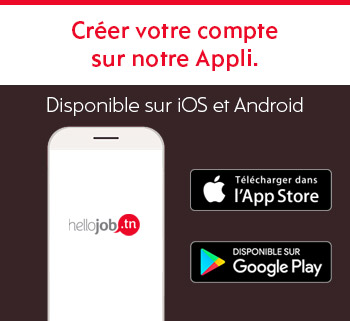 Créer votre compte
sur notre Appli.
Disponible sur iOS et Android
hellojob.tn
Télécharger dans
l'App Store
DISPONIBLE SUR
Google Play